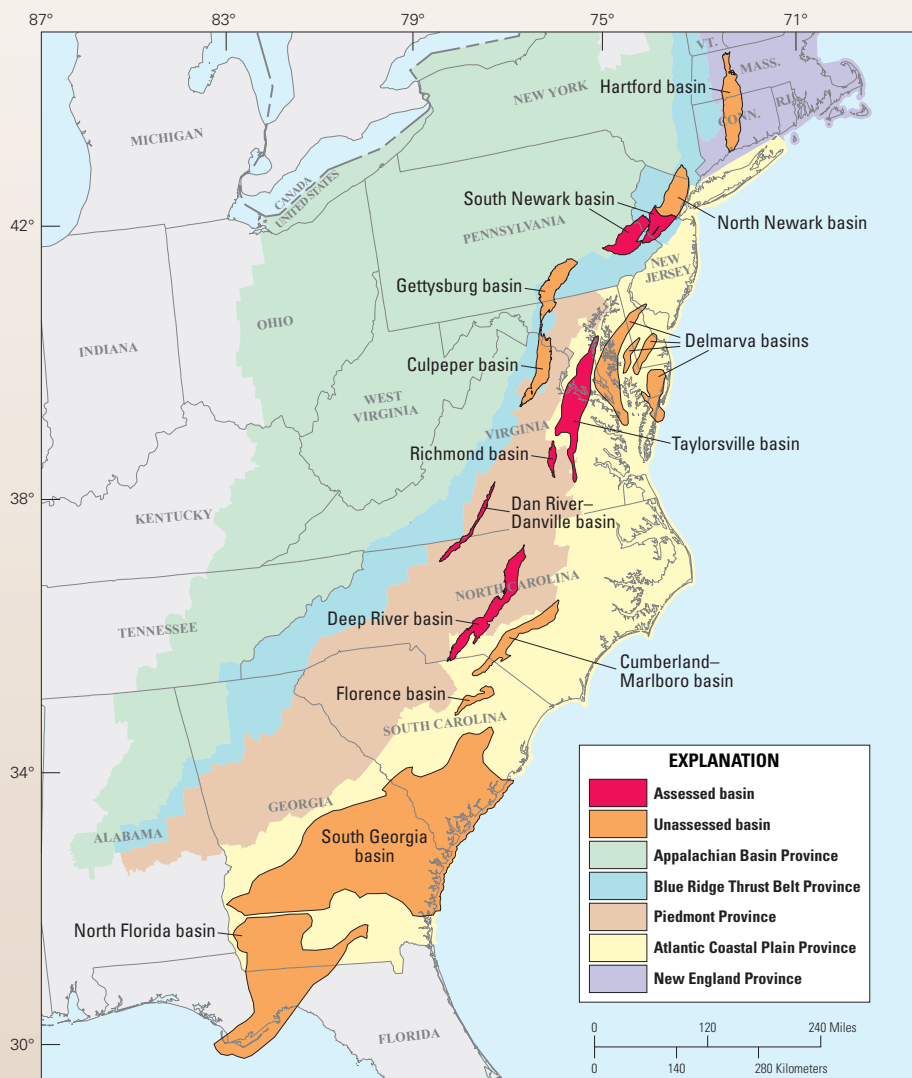 87°
83°
79°
75°
71°
VT.
MASS.
Hartford basin
NEW YORK
CONN.
RI.
MICHIGAN
CANADA
UNITED STATES
South Newark basin
42°
PENNSYLVANIA
North Newark basin
NEW
JERSEY
Gettysburg basin
OHIO
Delmarva basins
INDIANA
Culpeper basin
WEST
VIRGINIA
VIRGINIA
Taylorsville basin
Richmond basin
38°
Dan River–
Danville basin
KENTUCKY
NORTH CAROLINA
Deep River basin
TENNESSEE
Cumberland–
Marlboro basin
Florence basin
SOUTH CAROLINA
34°
GEORGIA
ALABAMA
South Georgia
basin
North Florida basin
30°
FLORIDA
EXPLANATION
Assessed basin
Unassessed basin
Appalachian Basin Province
Blue Ridge Thrust Belt Province
Piedmont Province
Atlantic Coastal Plain Province
New England Province
0 120 240 Miles
0 140 280 Kilometers